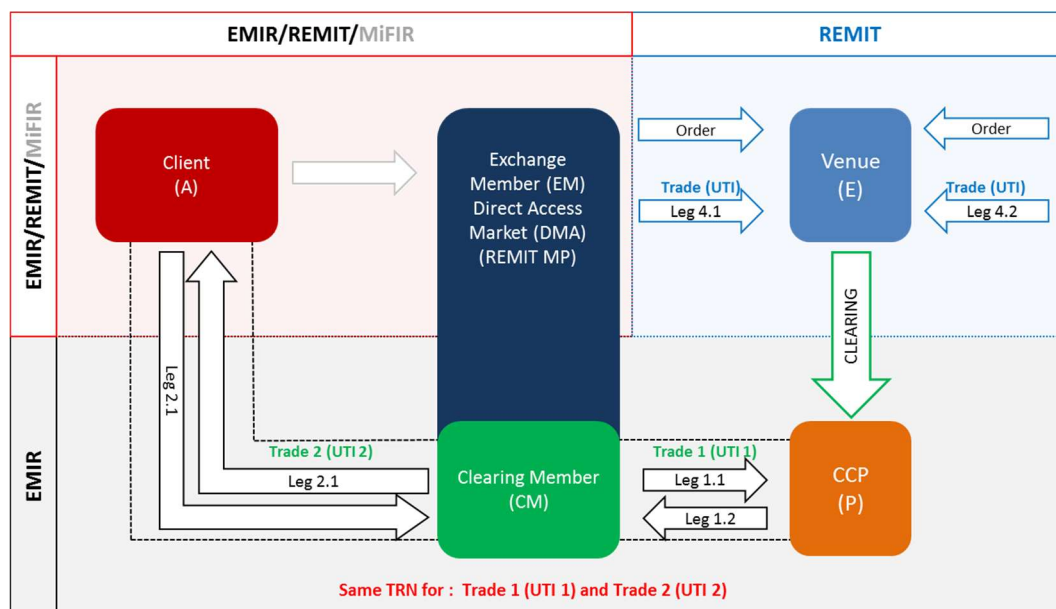 EMIR/REMIT/MiFIR
REMIT
EMIR/REMIT/MiFIR
Client
(A)
Exchange
Member (EM)
Direct Access
Market (DMA)
(REMIT MP)
Order
Trade (UTI)
Leg 4.1
Venue
(E)
Order
Trade (UTI)
Leg 4.2
CLEARING
EMIR
Leg 2.1
Trade 2 (UTI 2)
Leg 2.1
Clearing Member
(CM)
Trade 1 (UTI 1)
Leg 1.1
Leg 1.2
CCP
(P)
Same TRN for : Trade 1 (UTI 1) and Trade 2 (UTI 2)